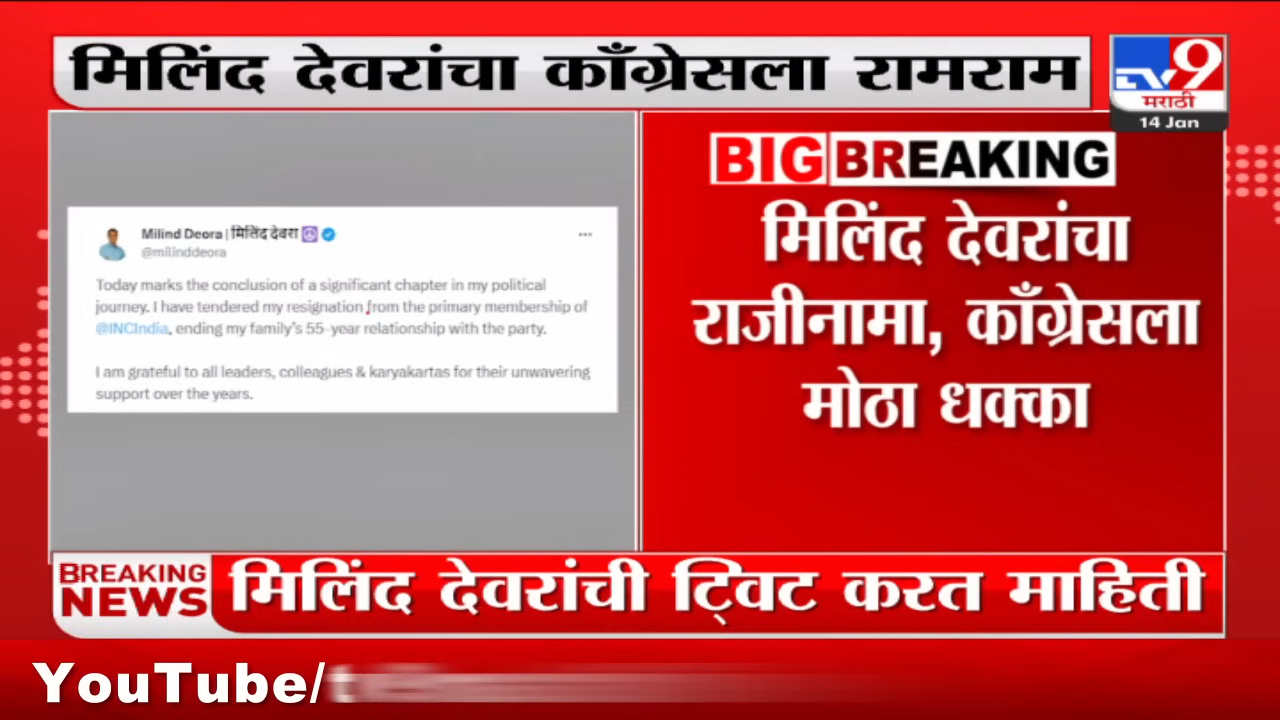 मिलिंद देवरांचा काँग्रेसला रामराम
TV9
मराठी
14 Jan
BIG BREAKING
मिलिंद देवरांचा
राजीनामा, काँग्रेसला
मोठा धक्का
Milind Deora | मिलिंद देवरा
@milinddeora
Today marks the conclusion of a significant chapter in my political
journey. I have tendered my resignation from the primary membership of
@INCIndia, ending my family's 55-year relationship with the party.
I am grateful to all leaders, colleagues & karyakartas for their unwavering
support over the years.
BREAKING
NEWS
मिलिंद देवरांची ट्विट करत माहिती
YouTube/